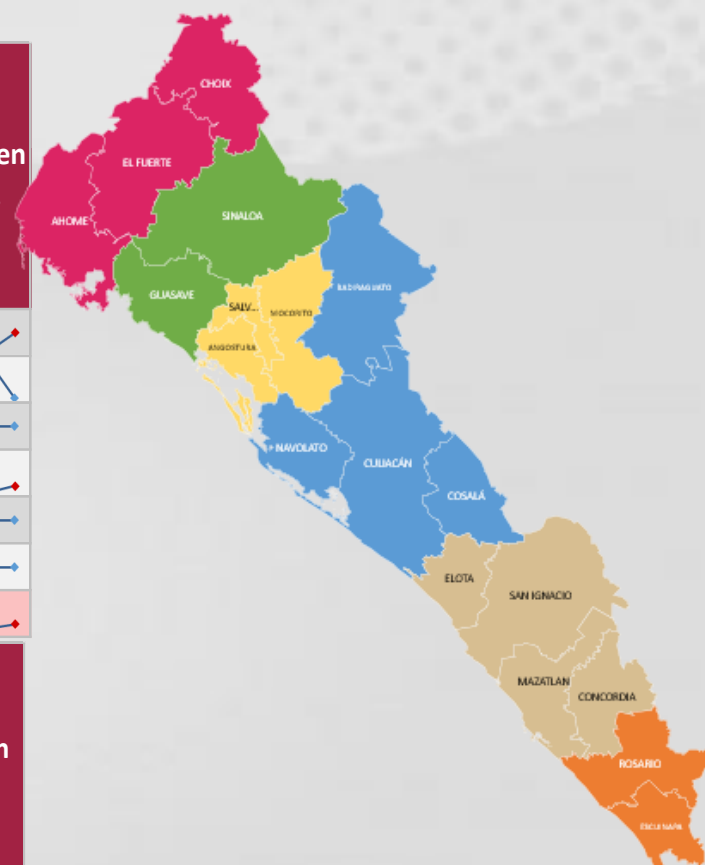 en
CHOIX
EL FUERTE
AHOME
SINALOA
GUASAVE
BADIRAGUATO
SALV...
MOCORITO
ANGOSTURA
NAVOLATO
CULIACÁN
COSALÁ
ELOTA
SAN IGNACIO
MAZATLAN
CONCORDIA
ROSARIO
ESCUINAPA
n